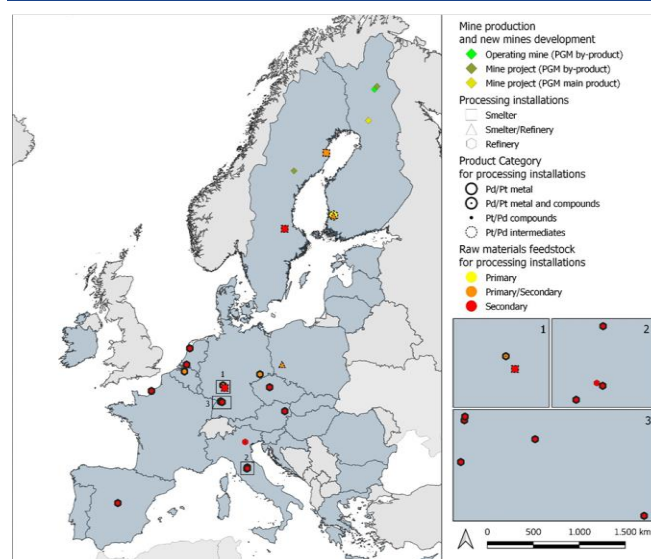 Mine production
and new mines development
Operating mine (PGM by-product)
Mine project (PGM by-product)
Mine project (PGM main product)
Processing installations
Smelter
Smelter/Refinery
Refinery
Product Category
for processing installations
Pd/Pt metal
Pd/Pt metal and compounds
Pt/Pd compounds
Pt/Pd intermediates
Raw materials feedstock
for processing installations
Primary
Primary/Secondary
Secondary
1
2
3
1
3
2
0 500 1.000 1.500 km